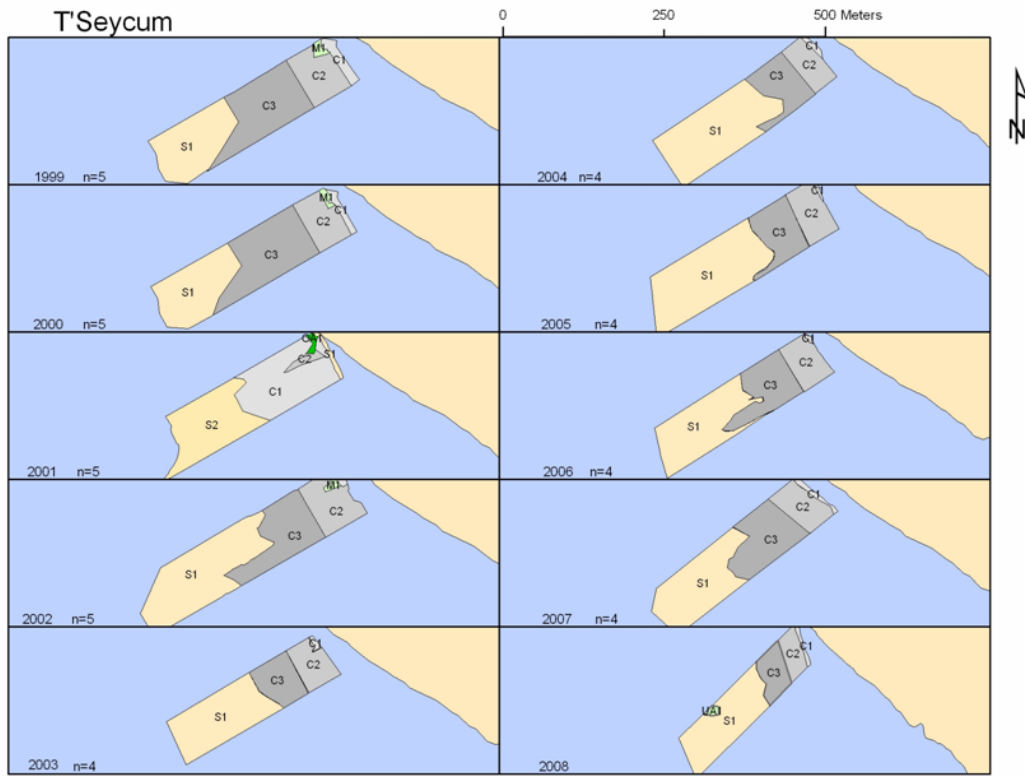 T'Seycum
0 250 500 Meters
N
M1
C1
C2
C3
S1
1999 n=5
M1
C1
C2
C3
S1
2000 n=5
C2
S1
C1
S2
2001 n=5
M1
C2
C3
S1
2002 n=5
C1
C2
C3
S1
2003 n=4
C1
C2
C3
S1
2004 n=4
C1
C2
C3
S1
2005 n=4
C1
C2
C3
S1
2006 n=4
C1
C2
C3
S1
2007 n=4
C1
C2
C3
UA1
S1
2008